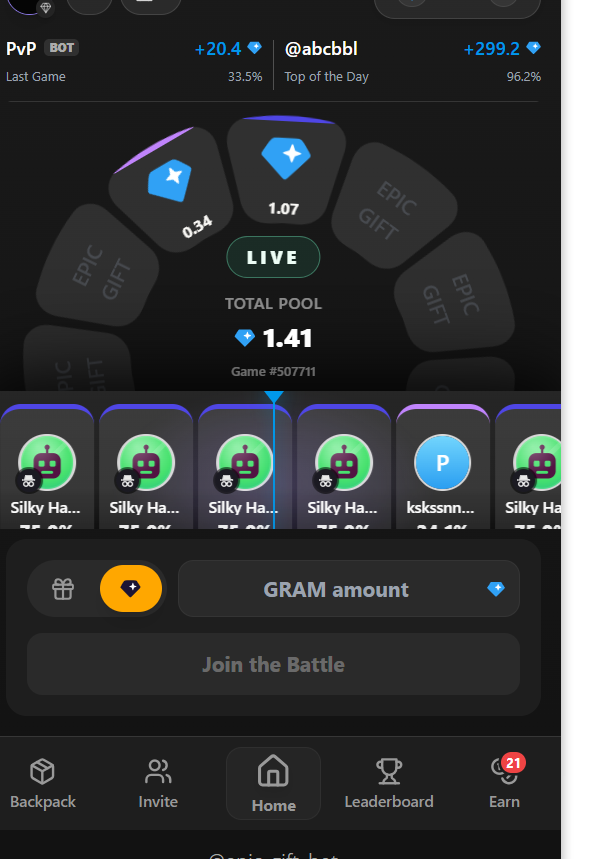 PvP BOT
+20.4
@abcbbl
+299.2
Last Game
33.5%
Top of the Day
96.2%
0.34
1.07
EPIC GIFT
EPIC GIFT
EPIC GIFT
EPIC GIFT
LIVE
TOTAL POOL
1.41
Game #507711
Silky Ha...
Silky Ha...
Silky Ha...
Silky Ha...
P
kskssnn...
Silky Ha
GRAM amount
Join the Battle
Backpack
Invite
Home
Leaderboard
21
Earn